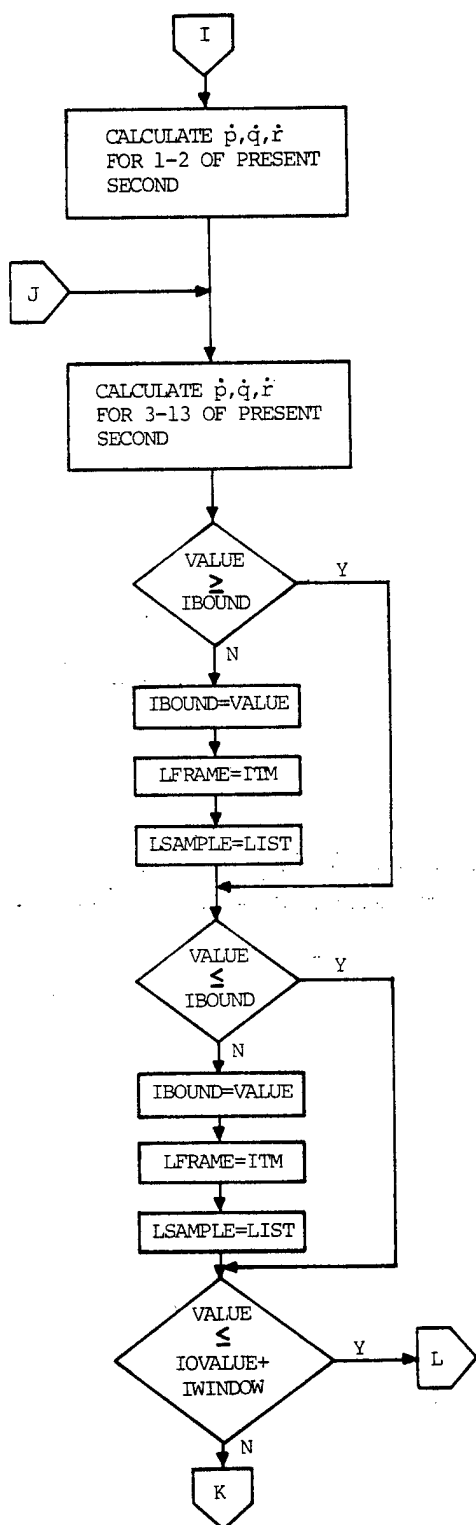 I
CALCULATE ṗ,q̇,ṙ
FOR 1-2 OF PRESENT
SECOND
J
CALCULATE ṗ,q̇,ṙ
FOR 3-13 OF PRESENT
SECOND
VALUE
≥
IBOUND
Y
N
IBOUND=VALUE
LFRAME=ITM
LSAMPLE=LIST
VALUE
≤
IBOUND
Y
N
IBOUND=VALUE
LFRAME=ITM
LSAMPLE=LIST
VALUE
≤
IOVALUE+
IWINDOW
Y
L
N
K